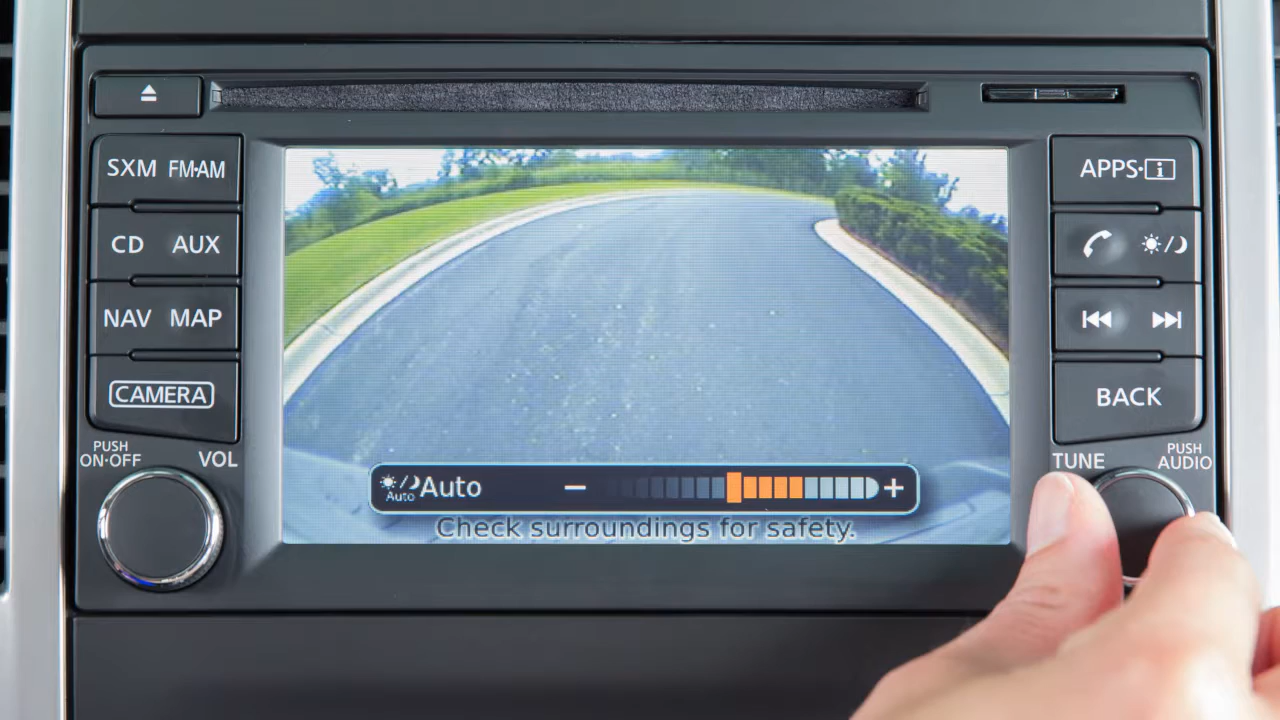 SXM FM·AM
CD AUX
NAV MAP
CAMERA
PUSH
ON·OFF
VOL
Auto
Auto
Check surroundings for safety.
APPS·i
BACK
TUNE
PUSH
AUDIO